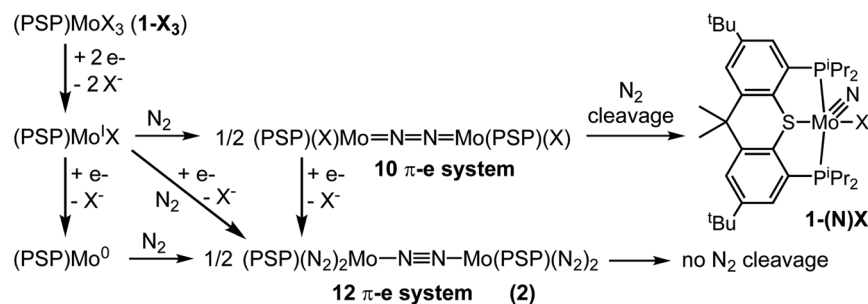 (PSP)MoX₃ (1-X₃)
+ 2 e-
- 2 X⁻
(PSP)MoᴵX
N₂
1/2 (PSP)(X)Mo=N=N=Mo(PSP)(X)
10 π-e system
N₂
cleavage
+ e-
- X⁻
+ e-
- X⁻
N₂
+ e-
- X⁻
(PSP)Mo⁰
N₂
1/2 (PSP)(N₂)₂Mo—N≡N—Mo(PSP)(N₂)₂
12 π-e system (2)
no N₂ cleavage
ᵗBu
PⁱPr₂
N
S
Mo
X
PⁱPr₂
ᵗBu
1-(N)X